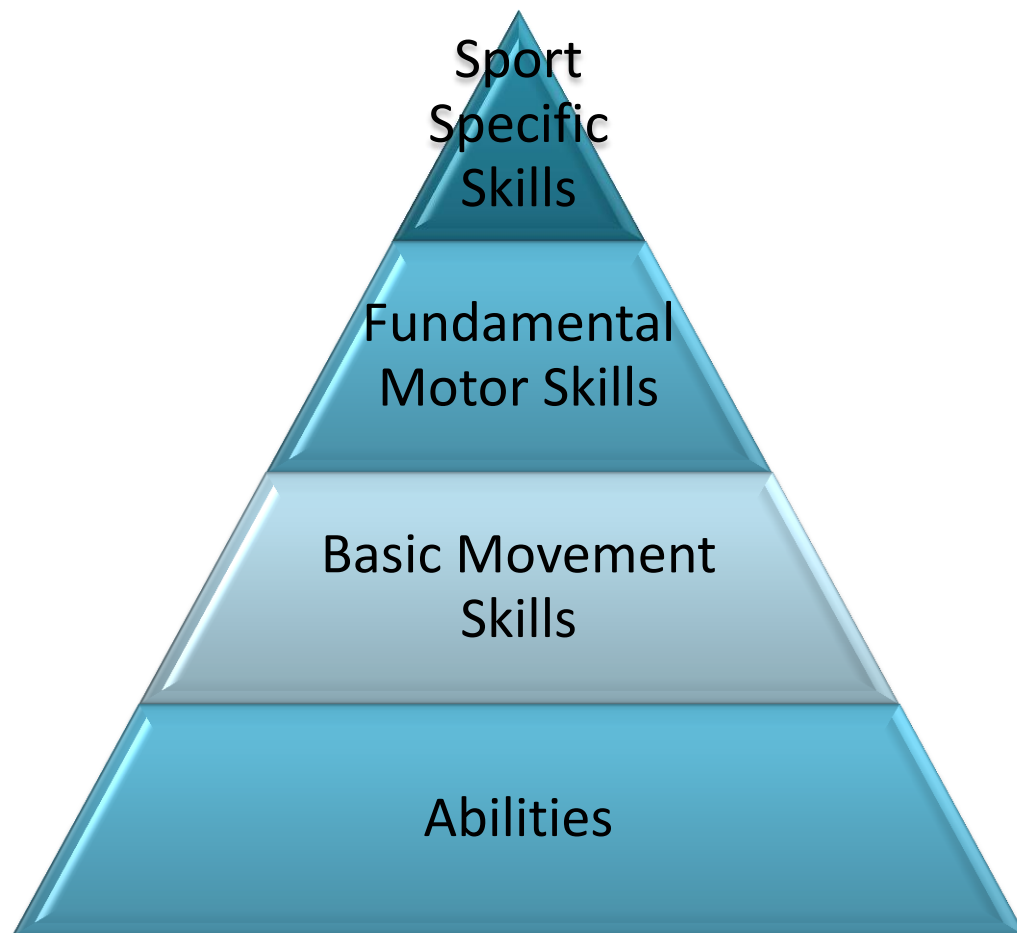 Sport
Specific
Skills
Fundamental
Motor Skills
Basic Movement
Skills
Abilities